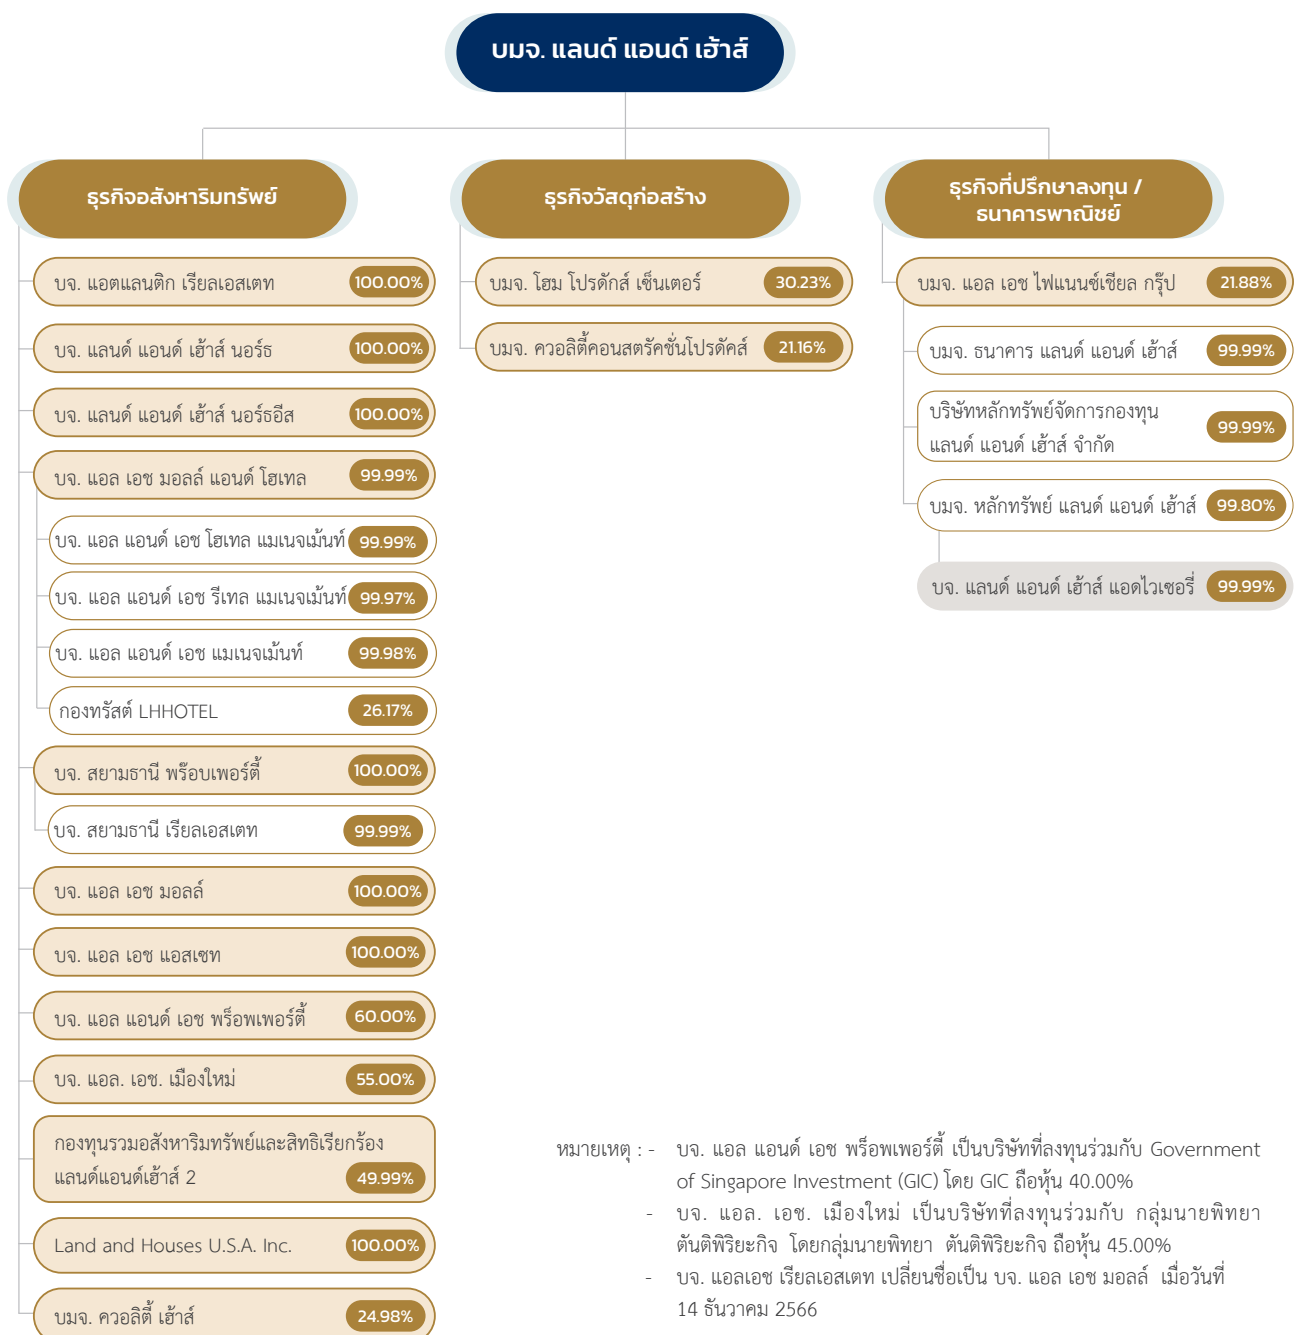 บมจ. แลนด์ แอนด์ เฮ้าส์
ธุรกิจอสังหาริมทรัพย์
บจ. แอตแลนติก เรียลเอสเตท 100.00%
บจ. แลนด์ แอนด์ เฮ้าส์ นอร์ธ 100.00%
บจ. แลนด์ แอนด์ เฮ้าส์ นอร์ธอีส 100.00%
บจ. แอล เอช มอลล์ แอนด์ โฮเทล 99.99%
บจ. แอล แอนด์ เอช โฮเทล แมเนจเม้นท์ 99.99%
บจ. แอล แอนด์ เอช รีเทล แมเนจเม้นท์ 99.97%
บจ. แอล แอนด์ เอช แมเนจเม้นท์ 99.98%
กองทรัสต์ LHHOTEL 26.17%
บจ. สยามธานี พร๊อบเพอร์ตี้ 100.00%
บจ. สยามธานี เรียลเอสเตท 99.99%
บจ. แอล เอช มอลล์ 100.00%
บจ. แอล เอช แอสเซท 100.00%
บจ. แอล แอนด์ เอช พร็อพเพอร์ตี้ 60.00%
บจ. แอล. เอช. เมืองใหม่ 55.00%
กองทุนรวมอสังหาริมทรัพย์และสิทธิเรียกร้อง
แลนด์แอนด์เฮ้าส์ 2 49.99%
Land and Houses U.S.A. Inc. 100.00%
บมจ. ควอลิตี้ เฮ้าส์ 24.98%
ธุรกิจวัสดุก่อสร้าง
บมจ. โฮม โปรดักส์ เซ็นเตอร์ 30.23%
บมจ. ควอลิตี้คอนสตรัคชั่นโปรดัคส์ 21.16%
ธุรกิจที่ปรึกษาลงทุน /
ธนาคารพาณิชย์
บมจ. แอล เอช ไฟแนนซ์เชียล กรุ๊ป 21.88%
บมจ. ธนาคาร แลนด์ แอนด์ เฮ้าส์ 99.99%
บริษัทหลักทรัพย์จัดการกองทุน
แลนด์ แอนด์ เฮ้าส์ จำกัด 99.99%
บมจ. หลักทรัพย์ แลนด์ แอนด์ เฮ้าส์ 99.80%
บจ. แลนด์ แอนด์ เฮ้าส์ แอดไวเซอรี่ 99.99%
หมายเหตุ : - บจ. แอล แอนด์ เอช พร็อพเพอร์ตี้ เป็นบริษัทที่ลงทุนร่วมกับ Government
of Singapore Investment (GIC) โดย GIC ถือหุ้น 40.00%
- บจ. แอล. เอช. เมืองใหม่ เป็นบริษัทที่ลงทุนร่วมกับ กลุ่มนายพิทยา
ตันติพิริยะกิจ โดยกลุ่มนายพิทยา ตันติพิริยะกิจ ถือหุ้น 45.00%
- บจ. แอลเอช เรียลเอสเตท เปลี่ยนชื่อเป็น บจ. แอล เอช มอลล์ เมื่อวันที่
14 ธันวาคม 2566